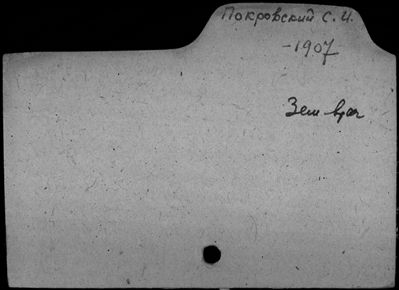 Покровский С. И.
-1907
Зем врач